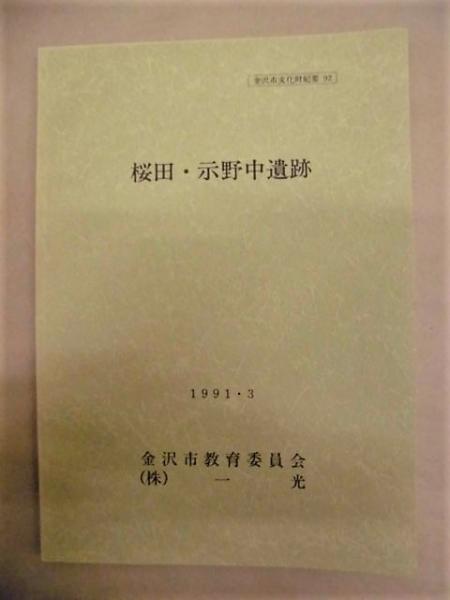 金沢市文化財紀要 92
桜田・示野中遺跡
1991・3
金沢市教育委員会
(株) 一光